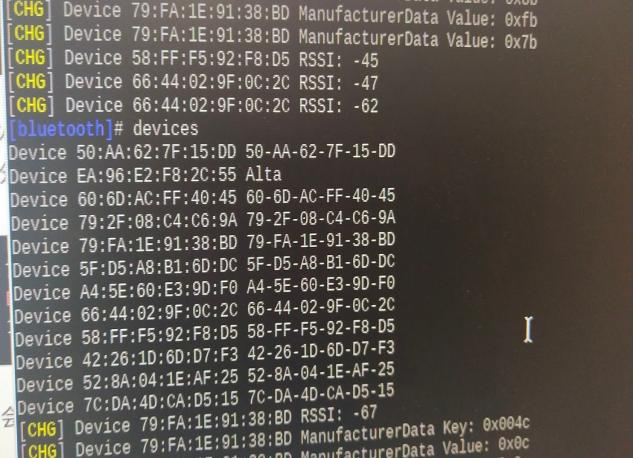 [CHG] Device 79:FA:1E:91:38:BD ManufacturerData Value: 0xfb
[CHG] Device 79:FA:1E:91:38:BD ManufacturerData Value: 0x7b
[CHG] Device 58:FF:F5:92:F8:D5 RSSI: -45
[CHG] Device 66:44:02:9F:0C:2C RSSI: -47
[CHG] Device 66:44:02:9F:0C:2C RSSI: -62
[bluetooth]# devices
Device 50:AA:62:7F:15:DD 50-AA-62-7F-15-DD
Device EA:96:E2:F8:2C:55 Alta
Device 60:6D:AC:FF:40:45 60-6D-AC-FF-40-45
Device 79:2F:08:C4:C6:9A 79-2F-08-C4-C6-9A
Device 79:FA:1E:91:38:BD 79-FA-1E-91-38-BD
Device 5F:D5:A8:B1:6D:DC 5F-D5-A8-B1-6D-DC
Device A4:5E:60:E3:9D:F0 A4-5E-60-E3-9D-F0
Device 66:44:02:9F:0C:2C 66-44-02-9F-0C-2C
Device 58:FF:F5:92:F8:D5 58-FF-F5-92-F8-D5
Device 42:26:1D:6D:D7:F3 42-26-1D-6D-D7-F3
Device 52:8A:04:1E:AF:25 52-8A-04-1E-AF-25
Device 7C:DA:4D:CA:D5:15 7C-DA-4D-CA-D5-15
[CHG] Device 79:FA:1E:91:38:BD RSSI: -67
[CHG] Device 79:FA:1E:91:38:BD ManufacturerData Key: 0x004c
[CHG] Device 79:FA:1E:91:38:BD ManufacturerData Value: 0x0c